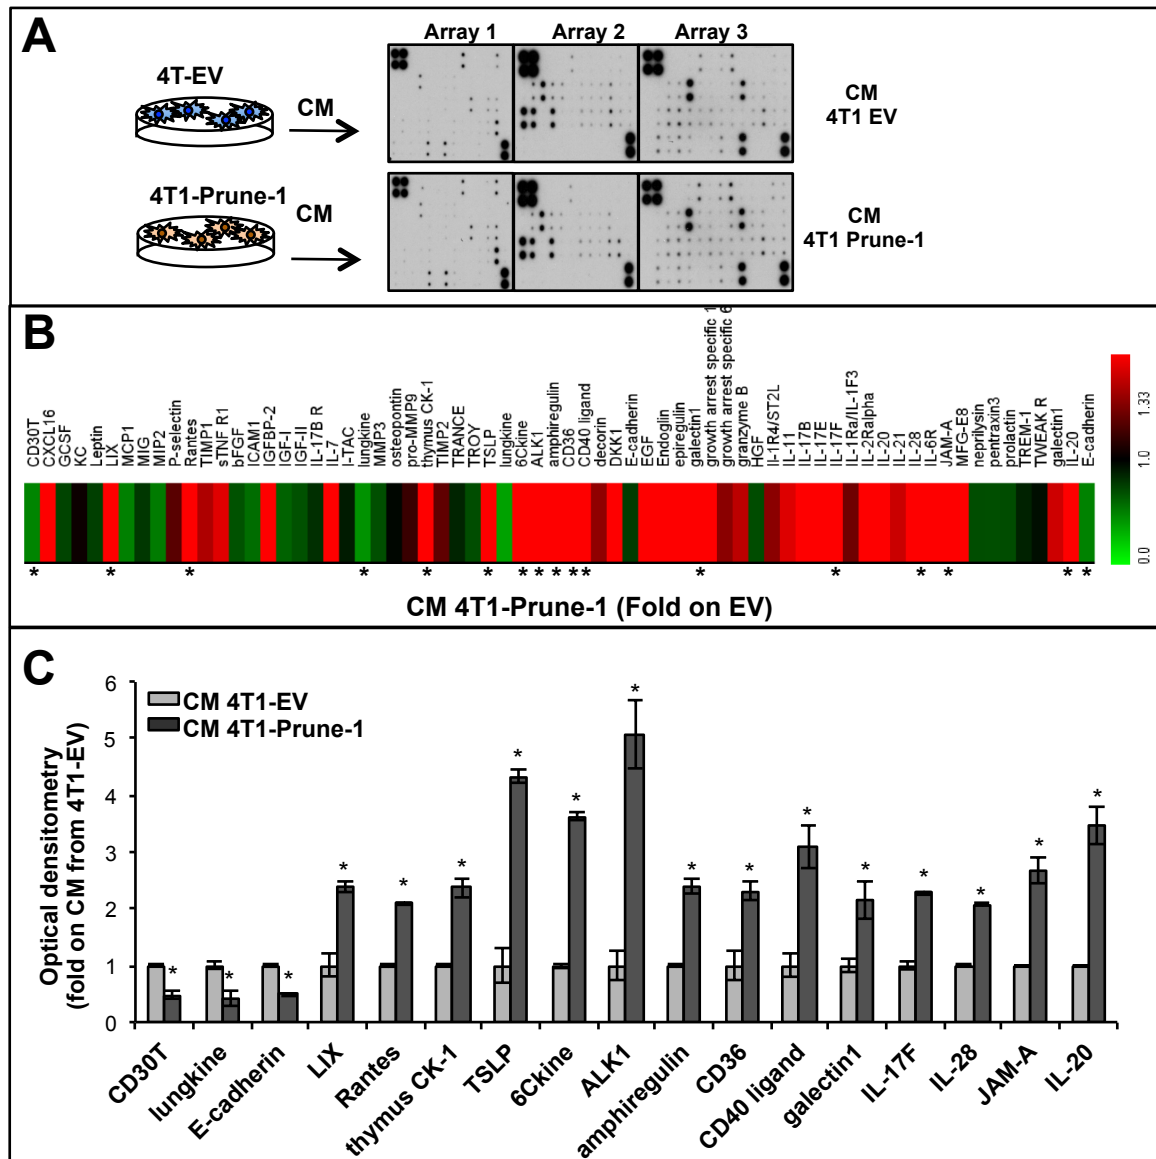 A
Array 1
Array 2
Array 3
4T-EV
CM
CM
4T1 EV
4T1-Prune-1
CM
CM
4T1 Prune-1
B
CD30T
CXCL16
GCSF
KC
Leptin
LIX
MCP1
MIG
MIP2
P-selectin
Rantes
TIMP1
sTNF R1
bFGF
ICAM1
IGFBP-2
IGF-I
IGF-II
IL-17B R
IL-7
I-TAC
lungkine
MMP3
osteopontin
pro-MMP9
thymus CK-1
TIMP2
TRANCE
TROY
TSLP
lungkine
6Ckine
ALK1
amphiregulin
CD36
CD40 ligand
decorin
DKK1
E-cadherin
EGF
Endoglin
epiregulin
galectin1
growth arrest specific 1
growth arrest specific 6
granzyme B
HGF
Il-1R4/ST2L
IL-11
IL-17B
IL-17E
IL-17F
IL-1Ra/IL-1F3
IL-2Ralpha
IL-20
IL-21
IL-28
IL-6R
JAM-A
MFG-E8
neprilysin
pentraxin3
prolactin
TREM-1
TWEAK R
galectin1
IL-20
E-cadherin
1.33
1.0
0.0
* * * * * * * * * * * * * * * * *
CM 4T1-Prune-1 (Fold on EV)
C
CM 4T1-EV
CM 4T1-Prune-1
Optical densitometry
(fold on CM from 4T1-EV)
6
5
4
3
2
1
0
* * * * * * * * * * * * * * * * *
CD30T
lungkine
E-cadherin
LIX
Rantes
thymus CK-1
TSLP
6Ckine
ALK1
amphiregulin
CD36
CD40 ligand
galectin1
IL-17F
IL-28
JAM-A
IL-20